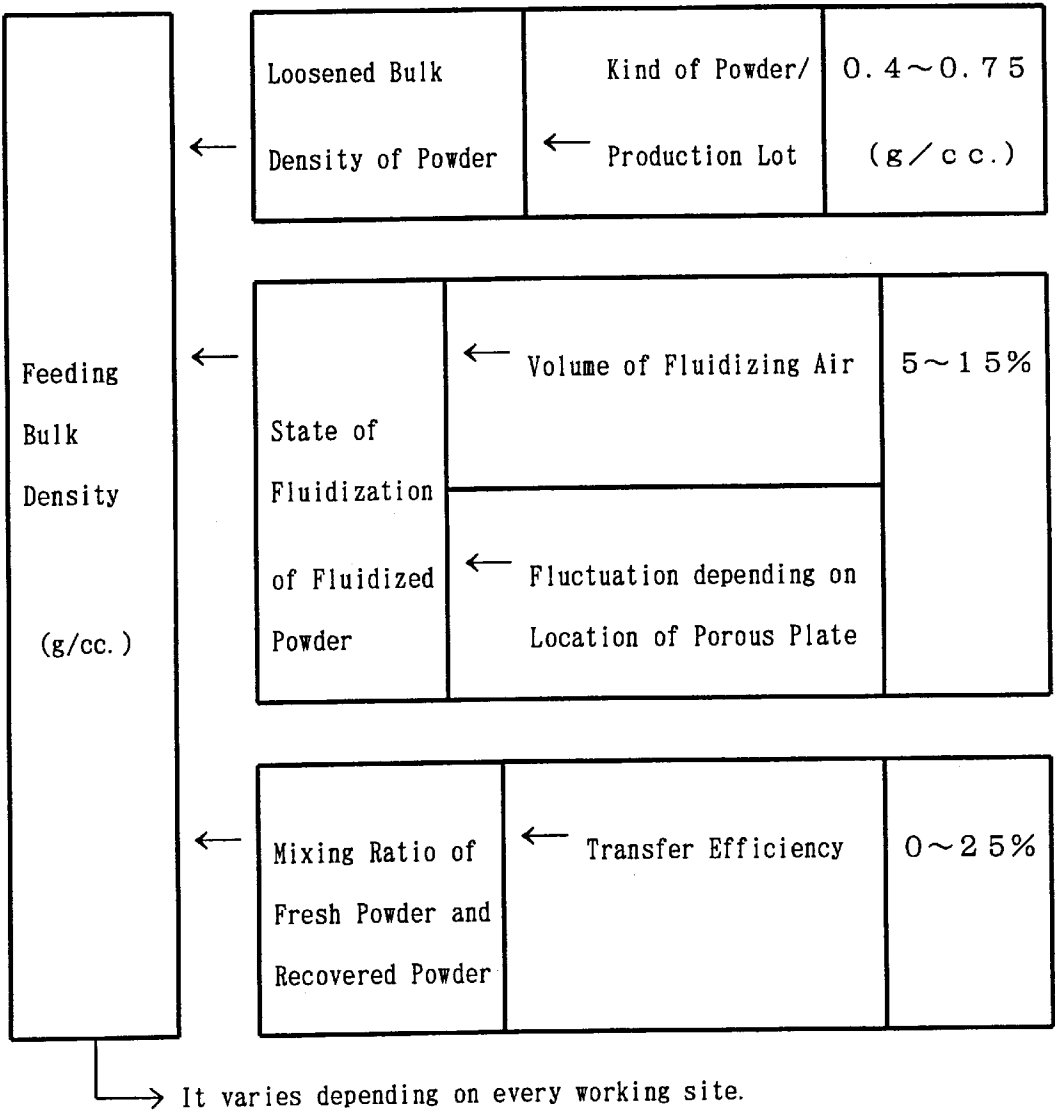 Feeding
Bulk
Density
(g/cc.)
Loosened Bulk
Density of Powder
←
← Kind of Powder/
Production Lot
0.4~0.75
(g/cc.)
←
State of
Fluidization
of Fluidized
Powder
← Volume of Fluidizing Air
5~15%
← Fluctuation depending on
Location of Porous Plate
←
Mixing Ratio of
Fresh Powder and
Recovered Powder
← Transfer Efficiency
0~25%
→ It varies depending on every working site.